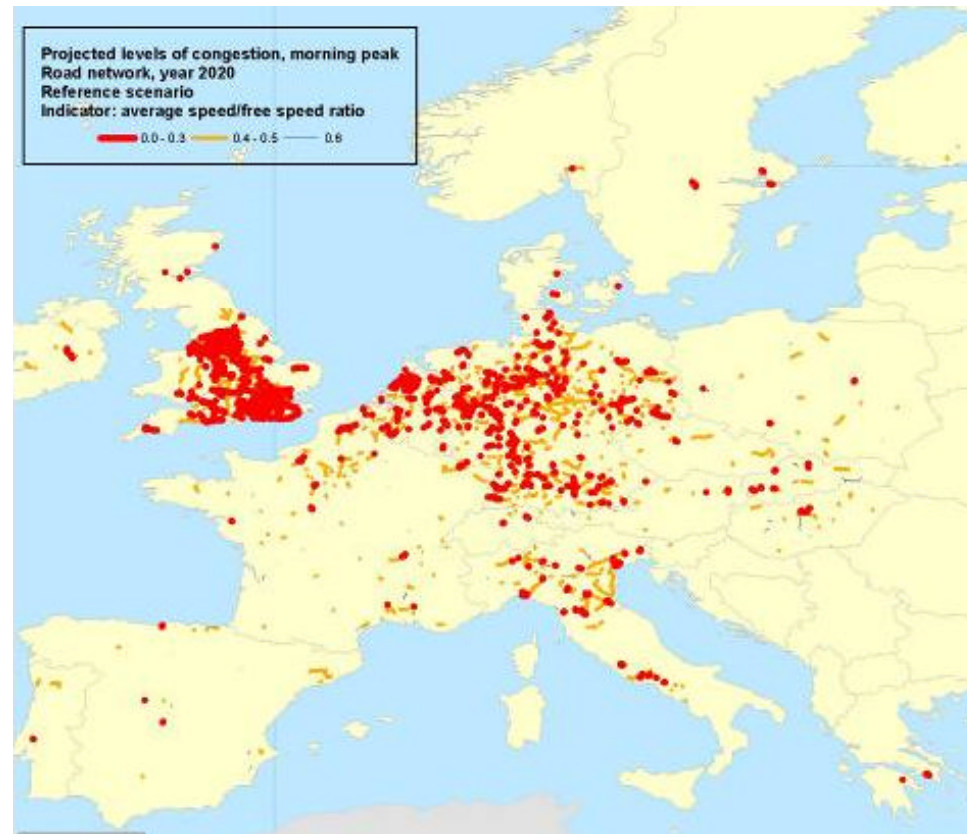 Projected levels of congestion, morning peak
Road network, year 2020
Reference scenario
Indicator: average speed/free speed ratio
0.0 - 0.3 0.4 - 0.5 0.6